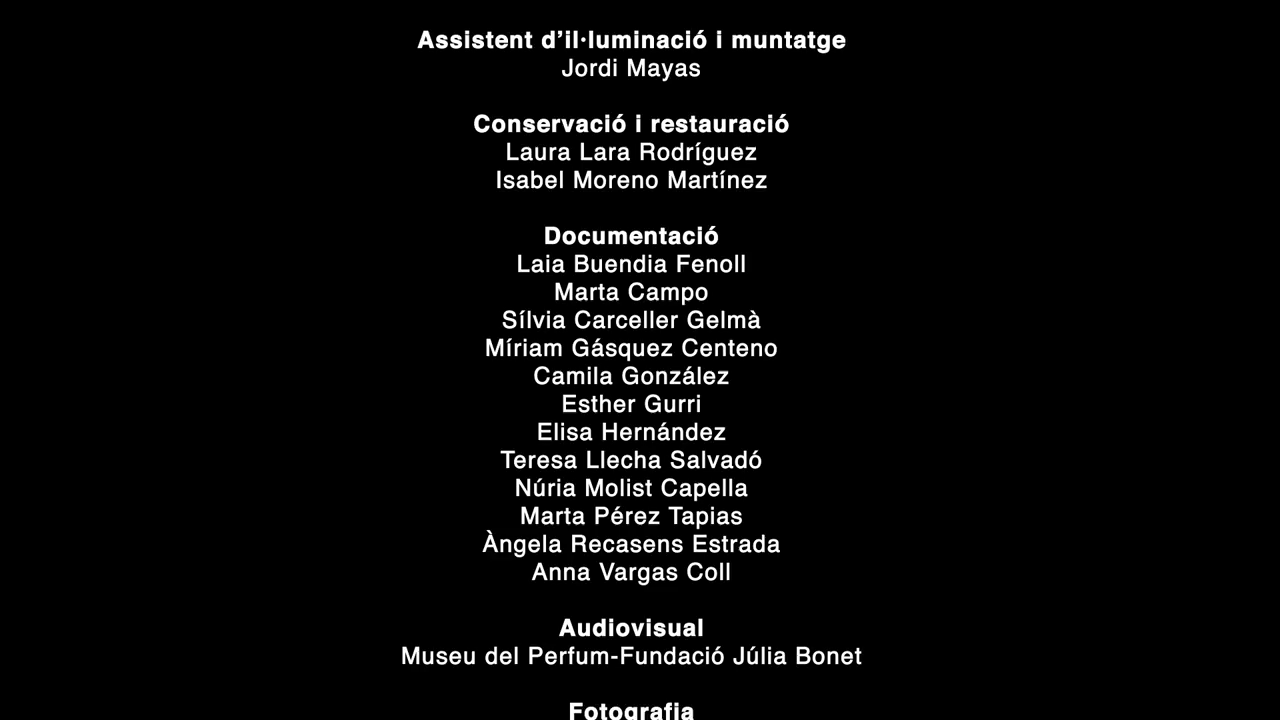 Assistent d’il·luminació i muntatge
Jordi Mayas
Conservació i restauració
Laura Lara Rodríguez
Isabel Moreno Martínez
Documentació
Laia Buendia Fenoll
Marta Campo
Sílvia Carceller Gelmà
Míriam Gásquez Centeno
Camila González
Esther Gurri
Elisa Hernández
Teresa Llecha Salvadó
Núria Molist Capella
Marta Pérez Tapias
Àngela Recasens Estrada
Anna Vargas Coll
Audiovisual
Museu del Perfum-Fundació Júlia Bonet
Fotografia